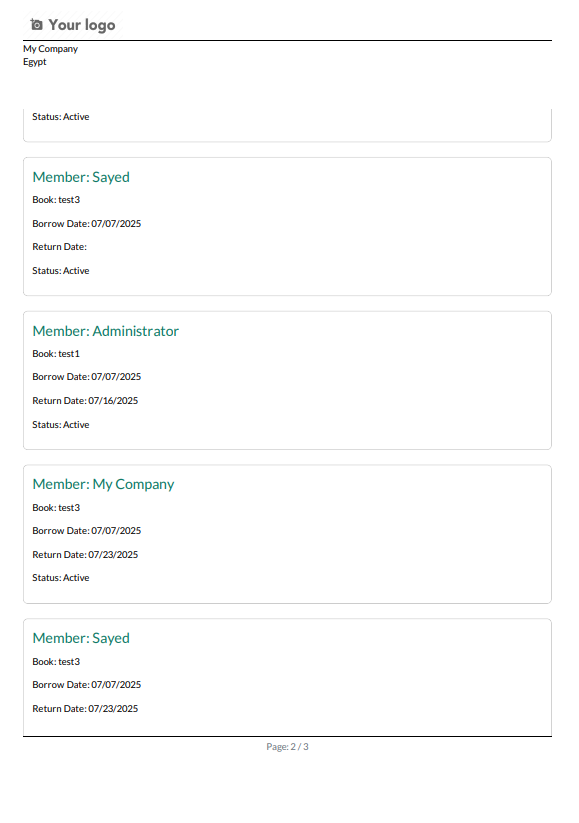 Your logo
My Company
Egypt
Status: Active
Member: Sayed
Book: test3
Borrow Date: 07/07/2025
Return Date:
Status: Active
Member: Administrator
Book: test1
Borrow Date: 07/07/2025
Return Date: 07/16/2025
Status: Active
Member: My Company
Book: test3
Borrow Date: 07/07/2025
Return Date: 07/23/2025
Status: Active
Member: Sayed
Book: test3
Borrow Date: 07/07/2025
Return Date: 07/23/2025
Page: 2 / 3